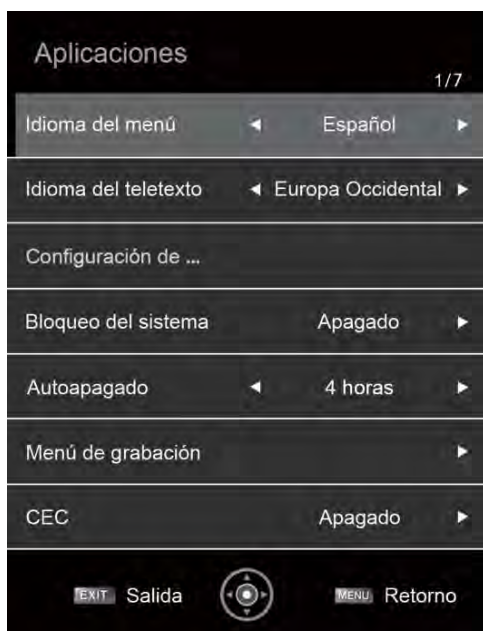 Aplicaciones
1/7
Idioma del menú Español
Idioma del teletexto Europa Occidental
Configuración de ...
Bloqueo del sistema Apagado
Autoapagado 4 horas
Menú de grabación
CEC Apagado
EXIT Salida MENU Retorno